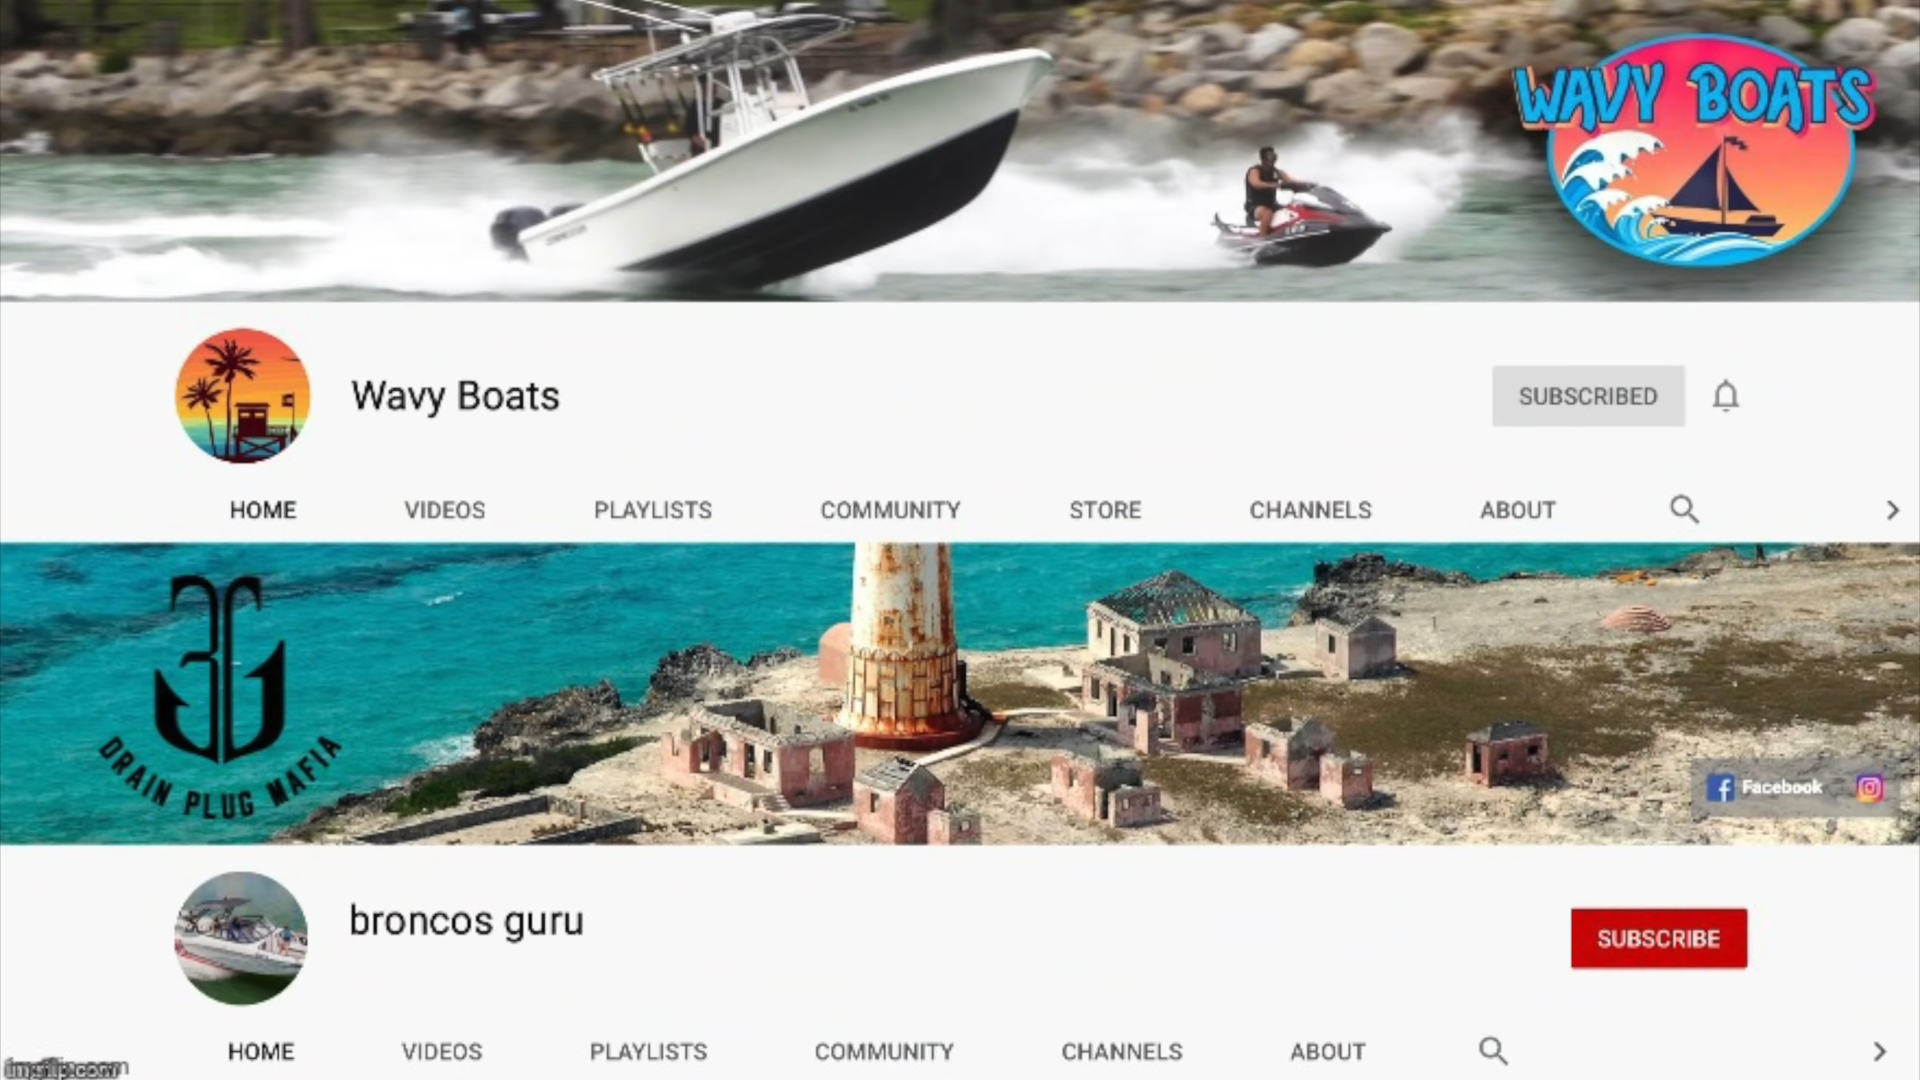 WAVY BOATS
Wavy Boats
SUBSCRIBED
HOME VIDEOS PLAYLISTS COMMUNITY STORE CHANNELS ABOUT
3G
DRAIN PLUG MAFIA
Facebook
broncos guru
SUBSCRIBE
HOME VIDEOS PLAYLISTS COMMUNITY CHANNELS ABOUT
imgflip.com